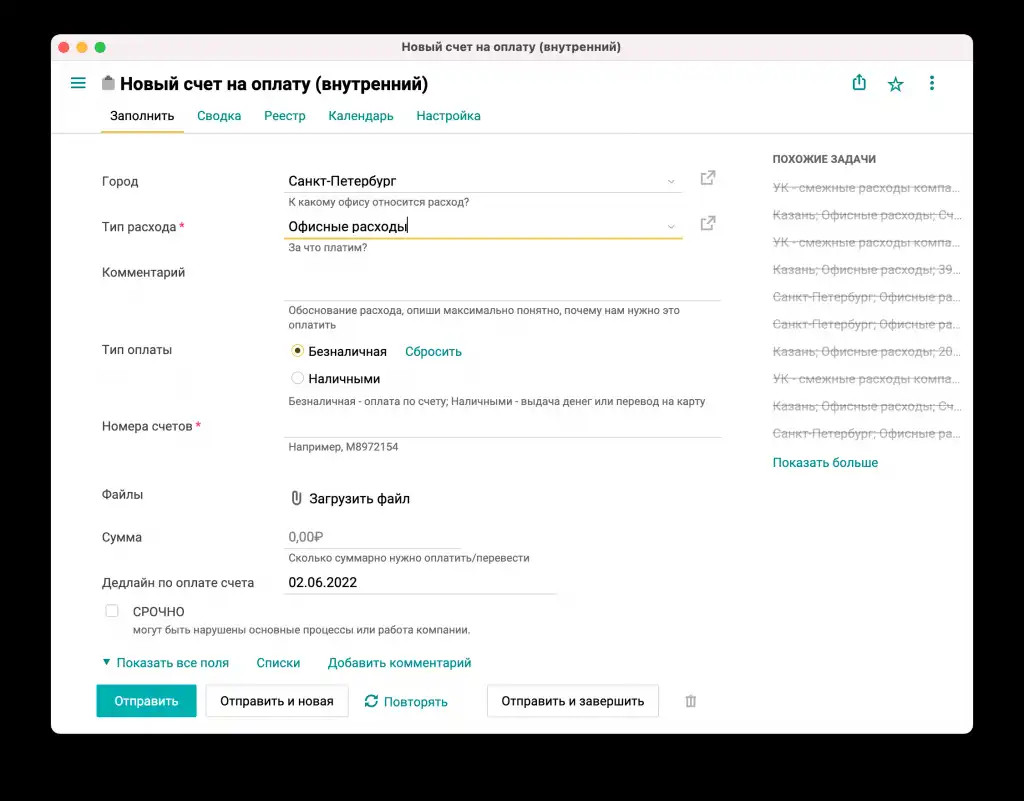 Новый счет на оплату (внутренний)
Новый счет на оплату (внутренний)
Заполнить Сводка Реестр Календарь Настройка
Город
Санкт-Петербург
К какому офису относится расход?
Тип расхода *
Офисные расходы
За что платим?
Комментарий
Обоснование расхода, опиши максимально понятно, почему нам нужно это
оплатить
Тип оплаты
Безналичная Сбросить
Наличными
Безналичная - оплата по счету; Наличными - выдача денег или перевод на карту
Номера счетов *
Например, М8972154
Файлы
Загрузить файл
Сумма
0,00₽
Сколько суммарно нужно оплатить/перевести
Дедлайн по оплате счета
02.06.2022
СРОЧНО
могут быть нарушены основные процессы или работа компании.
Показать все поля Списки Добавить комментарий
Отправить Отправить и новая Повторять Отправить и завершить
ПОХОЖИЕ ЗАДАЧИ
УК - смежные расходы компа...
Казань; Офисные расходы; Сч...
УК - смежные расходы компа...
Казань; Офисные расходы; 39...
Санкт-Петербург; Офисные ра...
Санкт-Петербург; Офисные ра...
Казань; Офисные расходы; 20...
УК - смежные расходы компа...
Казань; Офисные расходы; Сч...
Санкт-Петербург; Офисные ра...
Показать больше